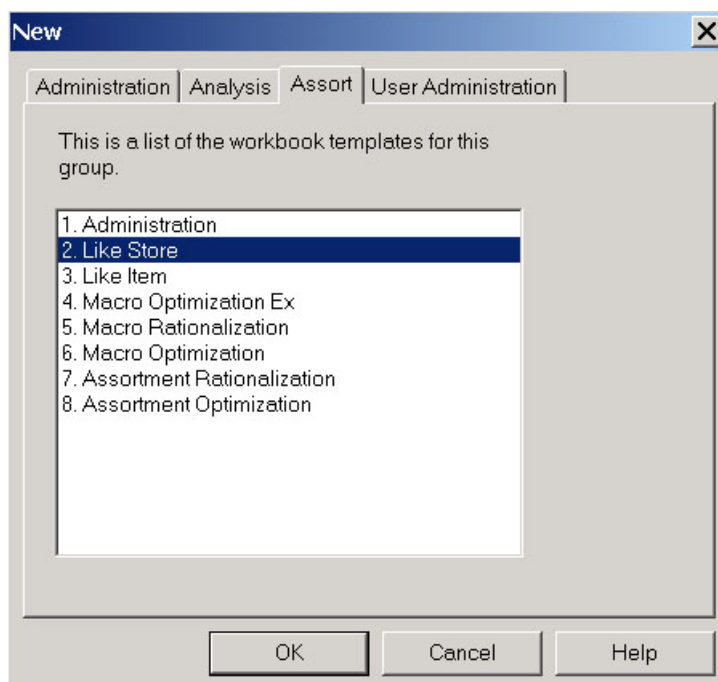 New
Administration Analysis Assort User Administration
This is a list of the workbook templates for this
group.
1. Administration
2. Like Store
3. Like Item
4. Macro Optimization Ex
5. Macro Rationalization
6. Macro Optimization
7. Assortment Rationalization
8. Assortment Optimization
OK Cancel Help